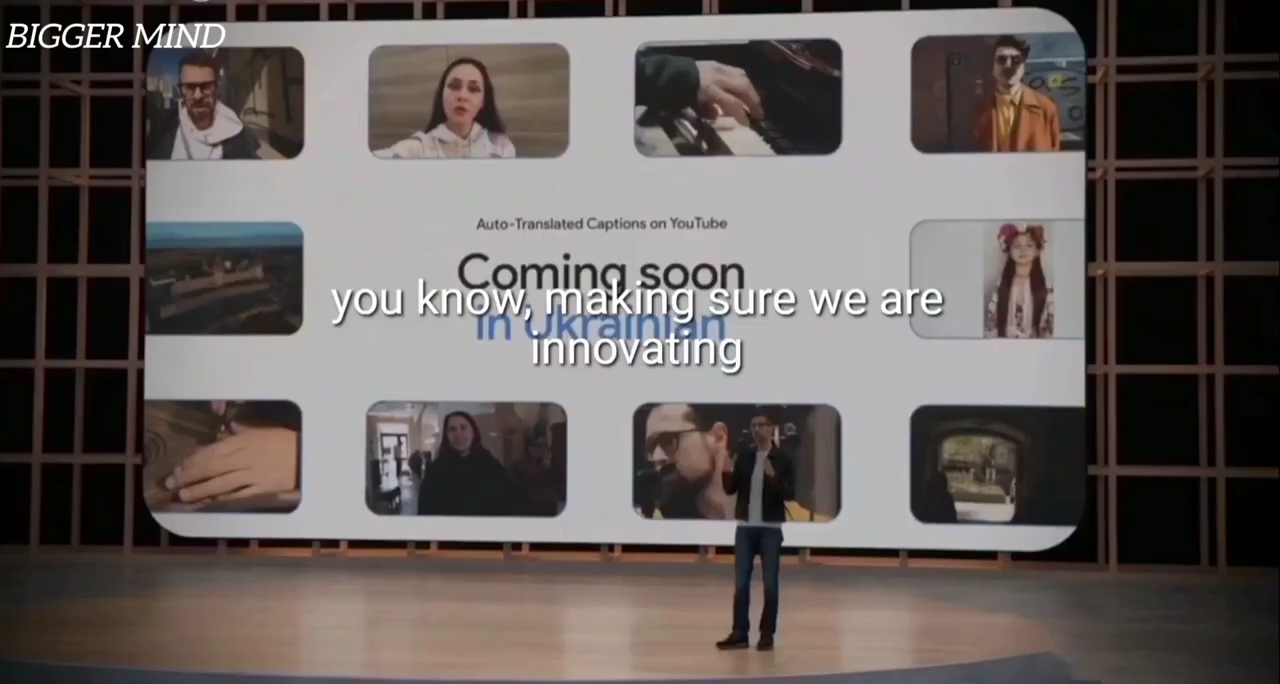 BIGGER MIND
Auto-Translated Captions on YouTube
Coming soon
you know, making sure we are
in Ukrainian
innovating